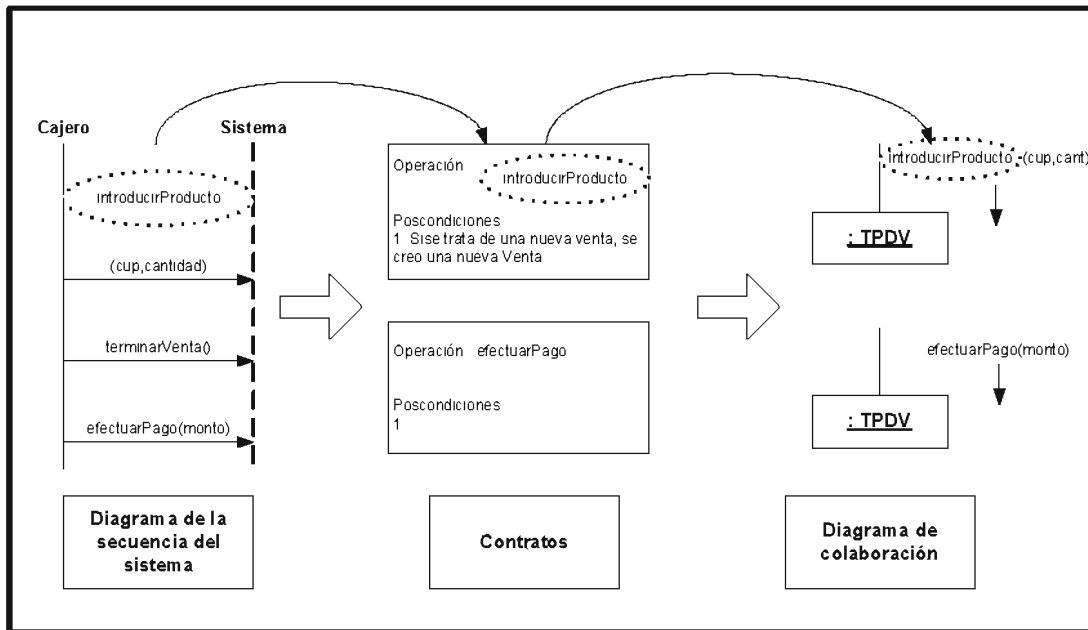 Cajero
Sistema
introducirProducto
(cup,cantidad)
terminarVenta()
efectuarPago(monto)
Operación
introducirProducto
Poscondiciones
1 Sise trata de una nueva venta, se
creo una nueva Venta
Operación efectuarPago
Poscondiciones
1
introducirProducto -(cup,cant)
: TPDV
efectuarPago(monto)
: TPDV
Diagrama de la
secuencia del
sistema
Contratos
Diagrama de
colaboración